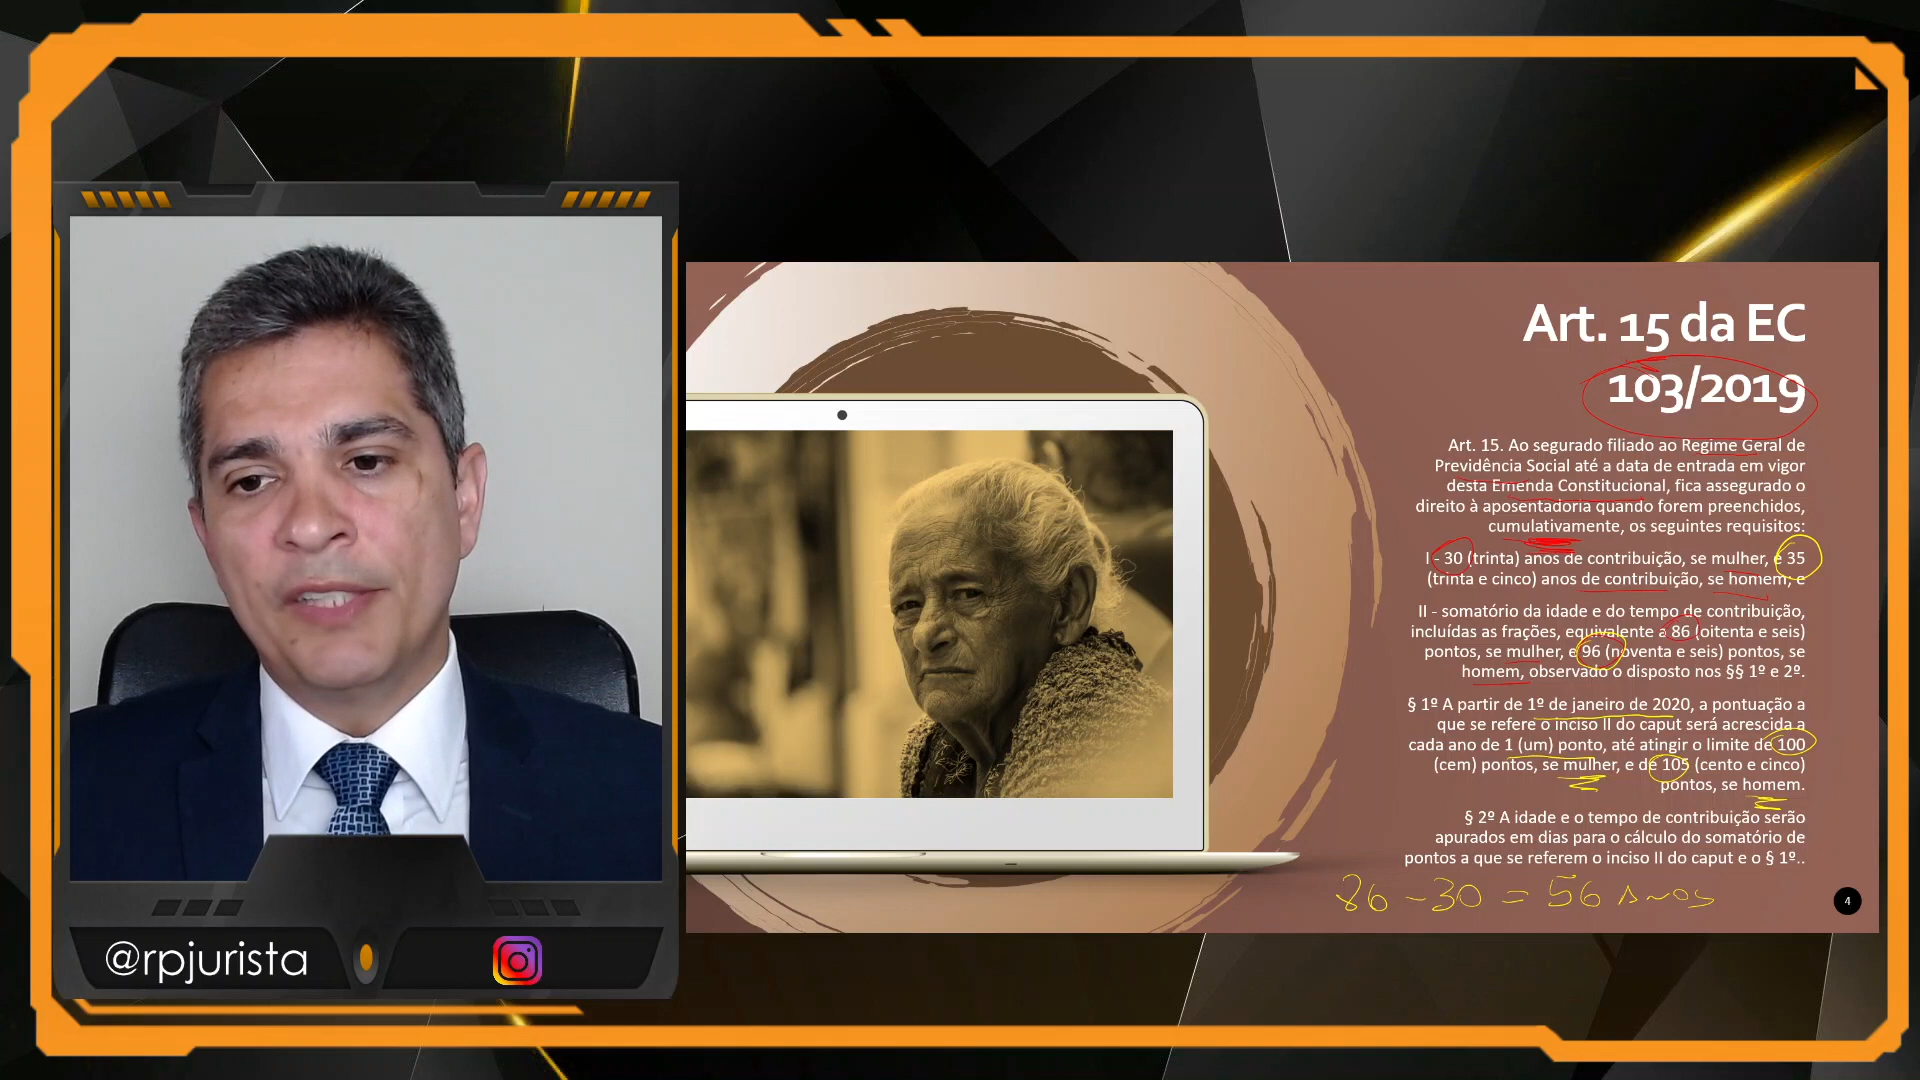 Art. 15 da EC
103/2019
Art. 15. Ao segurado filiado ao Regime Geral de
Previdência Social até a data de entrada em vigor
desta Emenda Constitucional, fica assegurado o
direito à aposentadoria quando forem preenchidos,
cumulativamente, os seguintes requisitos:
I - 30 (trinta) anos de contribuição, se mulher, e 35
(trinta e cinco) anos de contribuição, se homem; e
II - somatório da idade e do tempo de contribuição,
incluídas as frações, equivalente a 86 (oitenta e seis)
pontos, se mulher, e 96 (noventa e seis) pontos, se
homem, observado o disposto nos §§ 1º e 2º.
§ 1º A partir de 1º de janeiro de 2020, a pontuação a
que se refere o inciso II do caput será acrescida a
cada ano de 1 (um) ponto, até atingir o limite de 100
(cem) pontos, se mulher, e de 105 (cento e cinco)
pontos, se homem.
§ 2º A idade e o tempo de contribuição serão
apurados em dias para o cálculo do somatório de
pontos a que se referem o inciso II do caput e o § 1º..
86 - 30 = 56 anos
4
@rpjurista